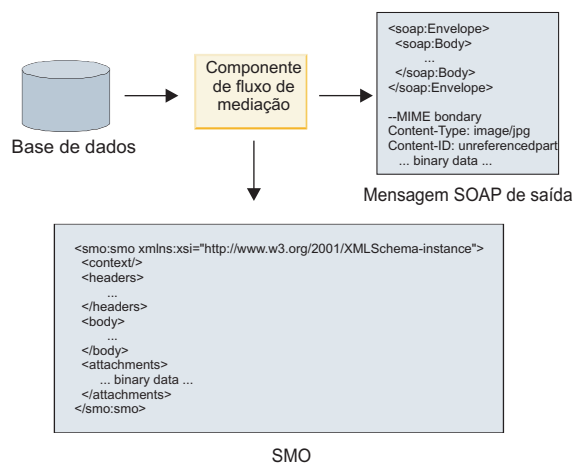 Base de dados
Componente
de fluxo de
mediação
<soap:Envelope>
<soap:Body>
...
</soap:Body>
</soap:Envelope>
--MIME bondary
Content-Type: image/jpg
Content-ID: unreferencedpart
... binary data ...
Mensagem SOAP de saída
<smo:smo xmlns:xsi="http://www.w3.org/2001/XMLSchema-instance">
<context/>
<headers>
...
</headers>
<body>
...
</body>
<attachments>
... binary data ...
</attachments>
</smo:smo>
SMO